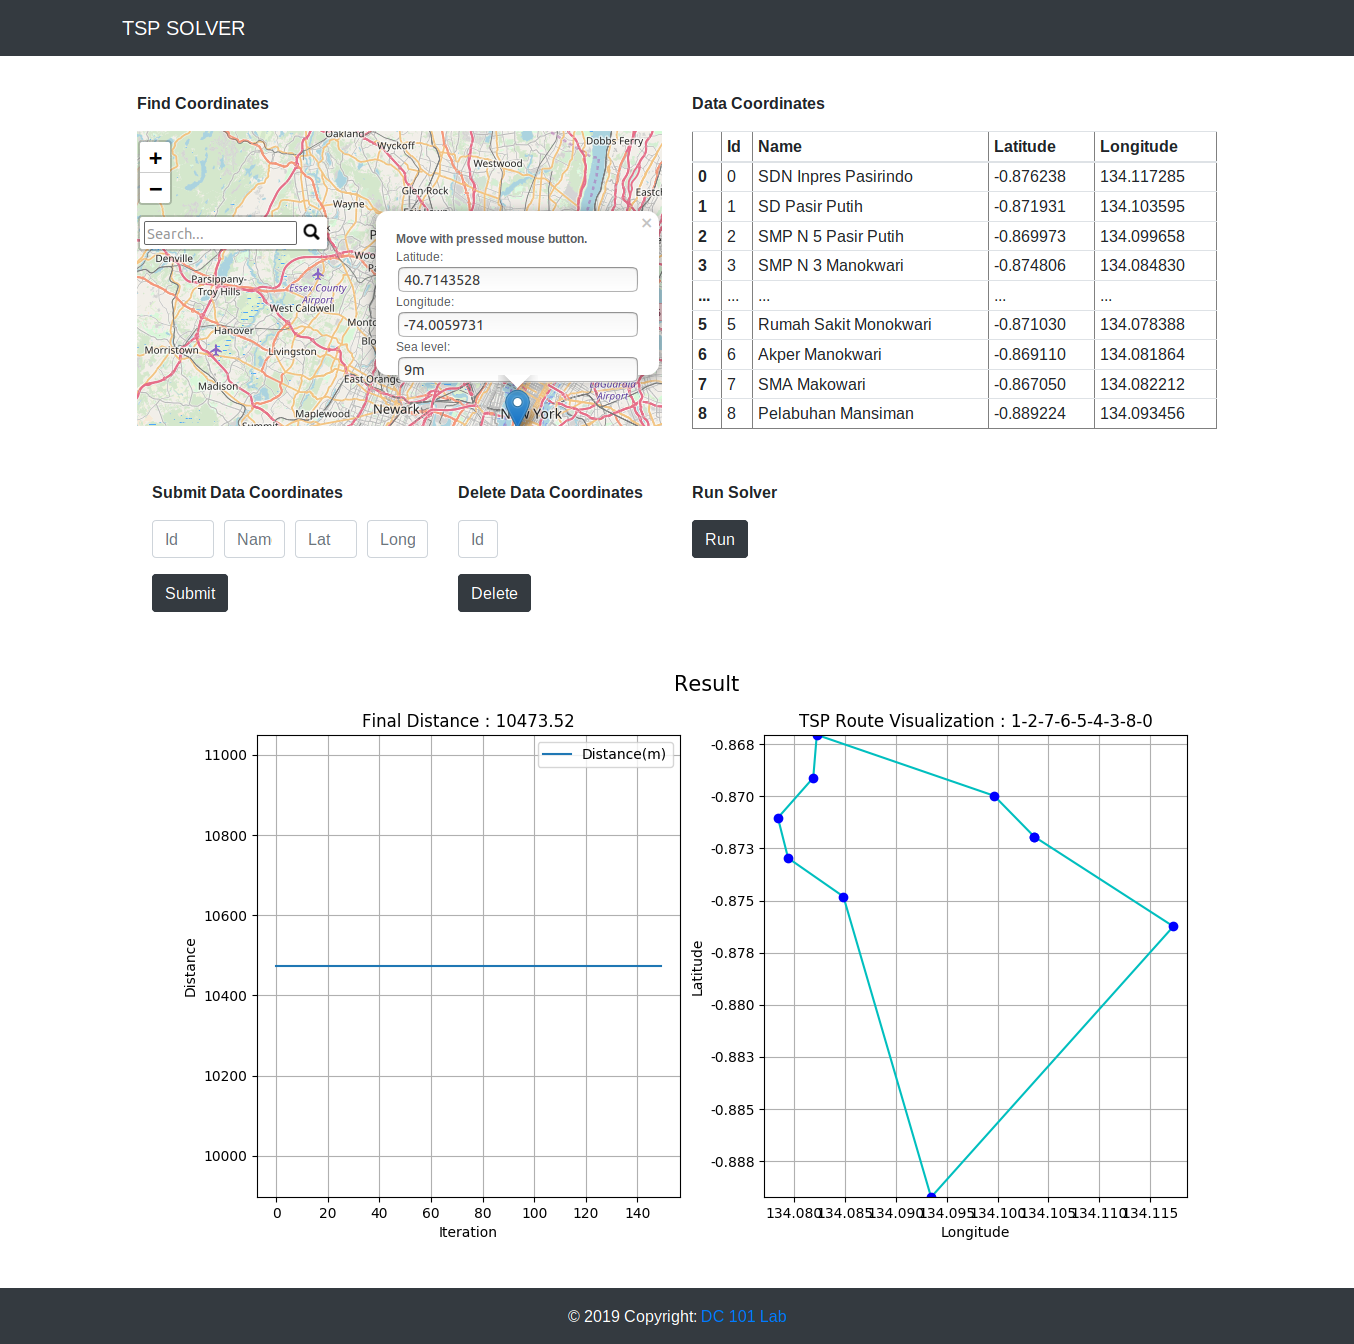 TSP SOLVER
Find Coordinates
Oakland
Wyckoff
Dobbs Ferry
Westwood
Glen Rock
Eastch
Wayne
+
−
Search...
Denville
Parsippany-
Troy Hills
Essex County
Airport
West Caldwell
Hanover
Morristown
Livingston
Madison
East Orange
Maplewood
Newark
New York
LaGuardia
Airport
Summit
×
Move with pressed mouse button.
Latitude:
40.7143528
Longitude:
-74.0059731
Sea level:
9m
Data Coordinates
Id Name Latitude Longitude
0 0 SDN Inpres Pasirindo -0.876238 134.117285
1 1 SD Pasir Putih -0.871931 134.103595
2 2 SMP N 5 Pasir Putih -0.869973 134.099658
3 3 SMP N 3 Manokwari -0.874806 134.084830
... ... ... ... ...
5 5 Rumah Sakit Monokwari -0.871030 134.078388
6 6 Akper Manokwari -0.869110 134.081864
7 7 SMA Makowari -0.867050 134.082212
8 8 Pelabuhan Mansiman -0.889224 134.093456
Submit Data Coordinates
Id Nam Lat Long
Submit
Delete Data Coordinates
Id
Delete
Run Solver
Run
Result
Final Distance : 10473.52
Distance(m)
11000
10800
10600
10400
10200
10000
Distance
0 20 40 60 80 100 120 140
Iteration
TSP Route Visualization : 1-2-7-6-5-4-3-8-0
-0.868
-0.870
-0.873
-0.875
-0.878
-0.880
-0.883
-0.885
-0.888
Latitude
134.080 134.085 134.090 134.095 134.100 134.105 134.110 134.115
Longitude
© 2019 Copyright: DC 101 Lab